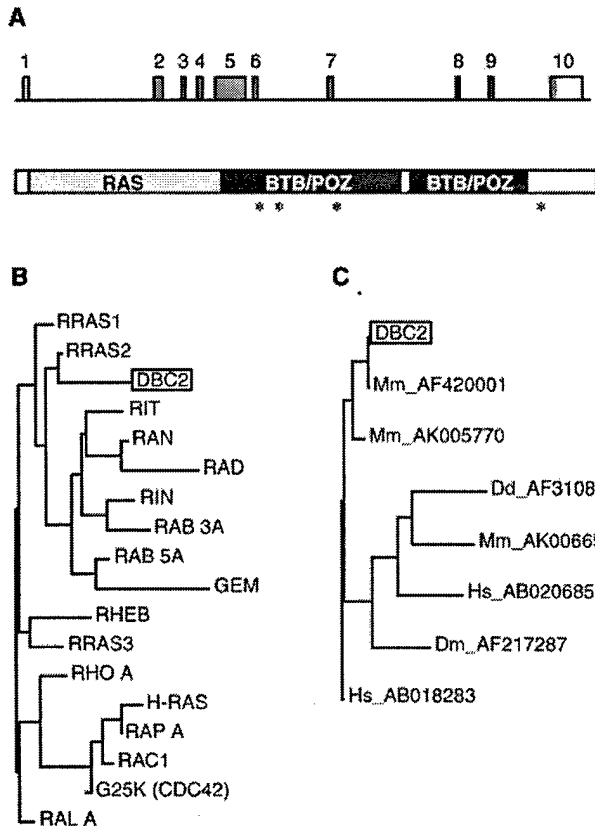 A
1 2 3 4 5 6 7 8 9 10
RAS BTB/POZ BTB/POZ
* * * *
B
RRAS1
RRAS2
DBC2
RIT
RAN
RAD
RIN
RAB 3A
RAB 5A
GEM
RHEB
RRAS3
RHO A
H-RAS
RAP A
RAC1
G25K (CDC42)
RAL A
C
DBC2
Mm_AF420001
Mm_AK005770
Dd_AF3108
Mm_AK00665
Hs_AB020685
Dm_AF217287
Hs_AB018283